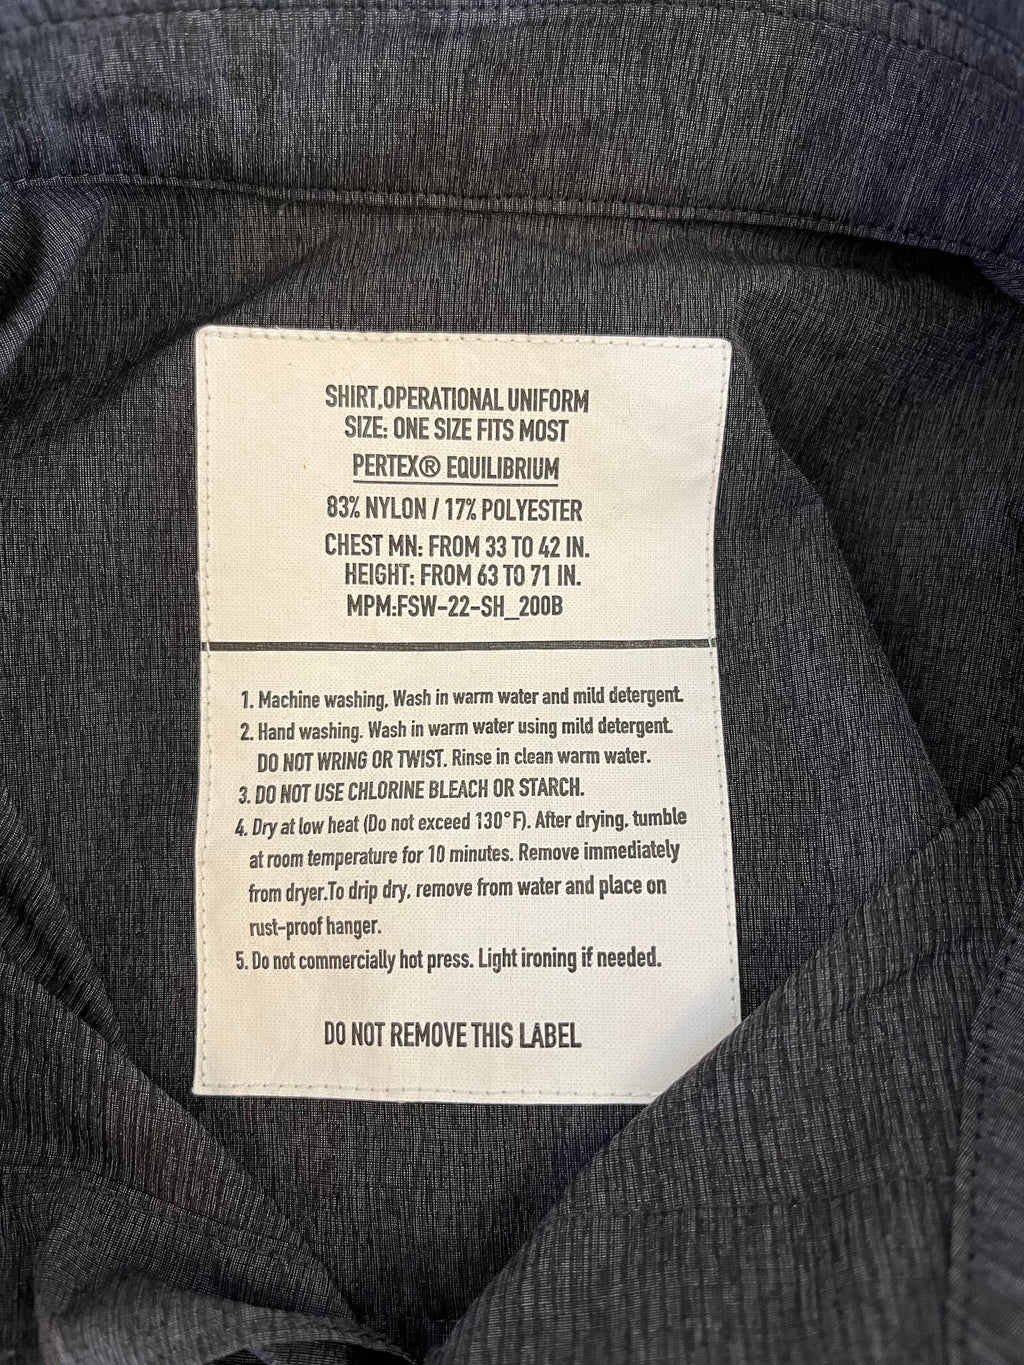 SHIRT,OPERATIONAL UNIFORM
SIZE: ONE SIZE FITS MOST
PERTEX® EQUILIBRIUM
83% NYLON / 17% POLYESTER
CHEST MN: FROM 33 TO 42 IN.
HEIGHT: FROM 63 TO 71 IN.
MPM:FSW-22-SH_200B
1. Machine washing, Wash in warm water and mild detergent.
2. Hand washing. Wash in warm water using mild detergent.
DO NOT WRING OR TWIST. Rinse in clean warm water.
3. DO NOT USE CHLORINE BLEACH OR STARCH.
4. Dry at low heat (Do not exceed 130°F). After drying, tumble
at room temperature for 10 minutes. Remove immediately
from dryer.To drip dry, remove from water and place on
rust-proof hanger.
5. Do not commercially hot press. Light ironing if needed.
DO NOT REMOVE THIS LABEL